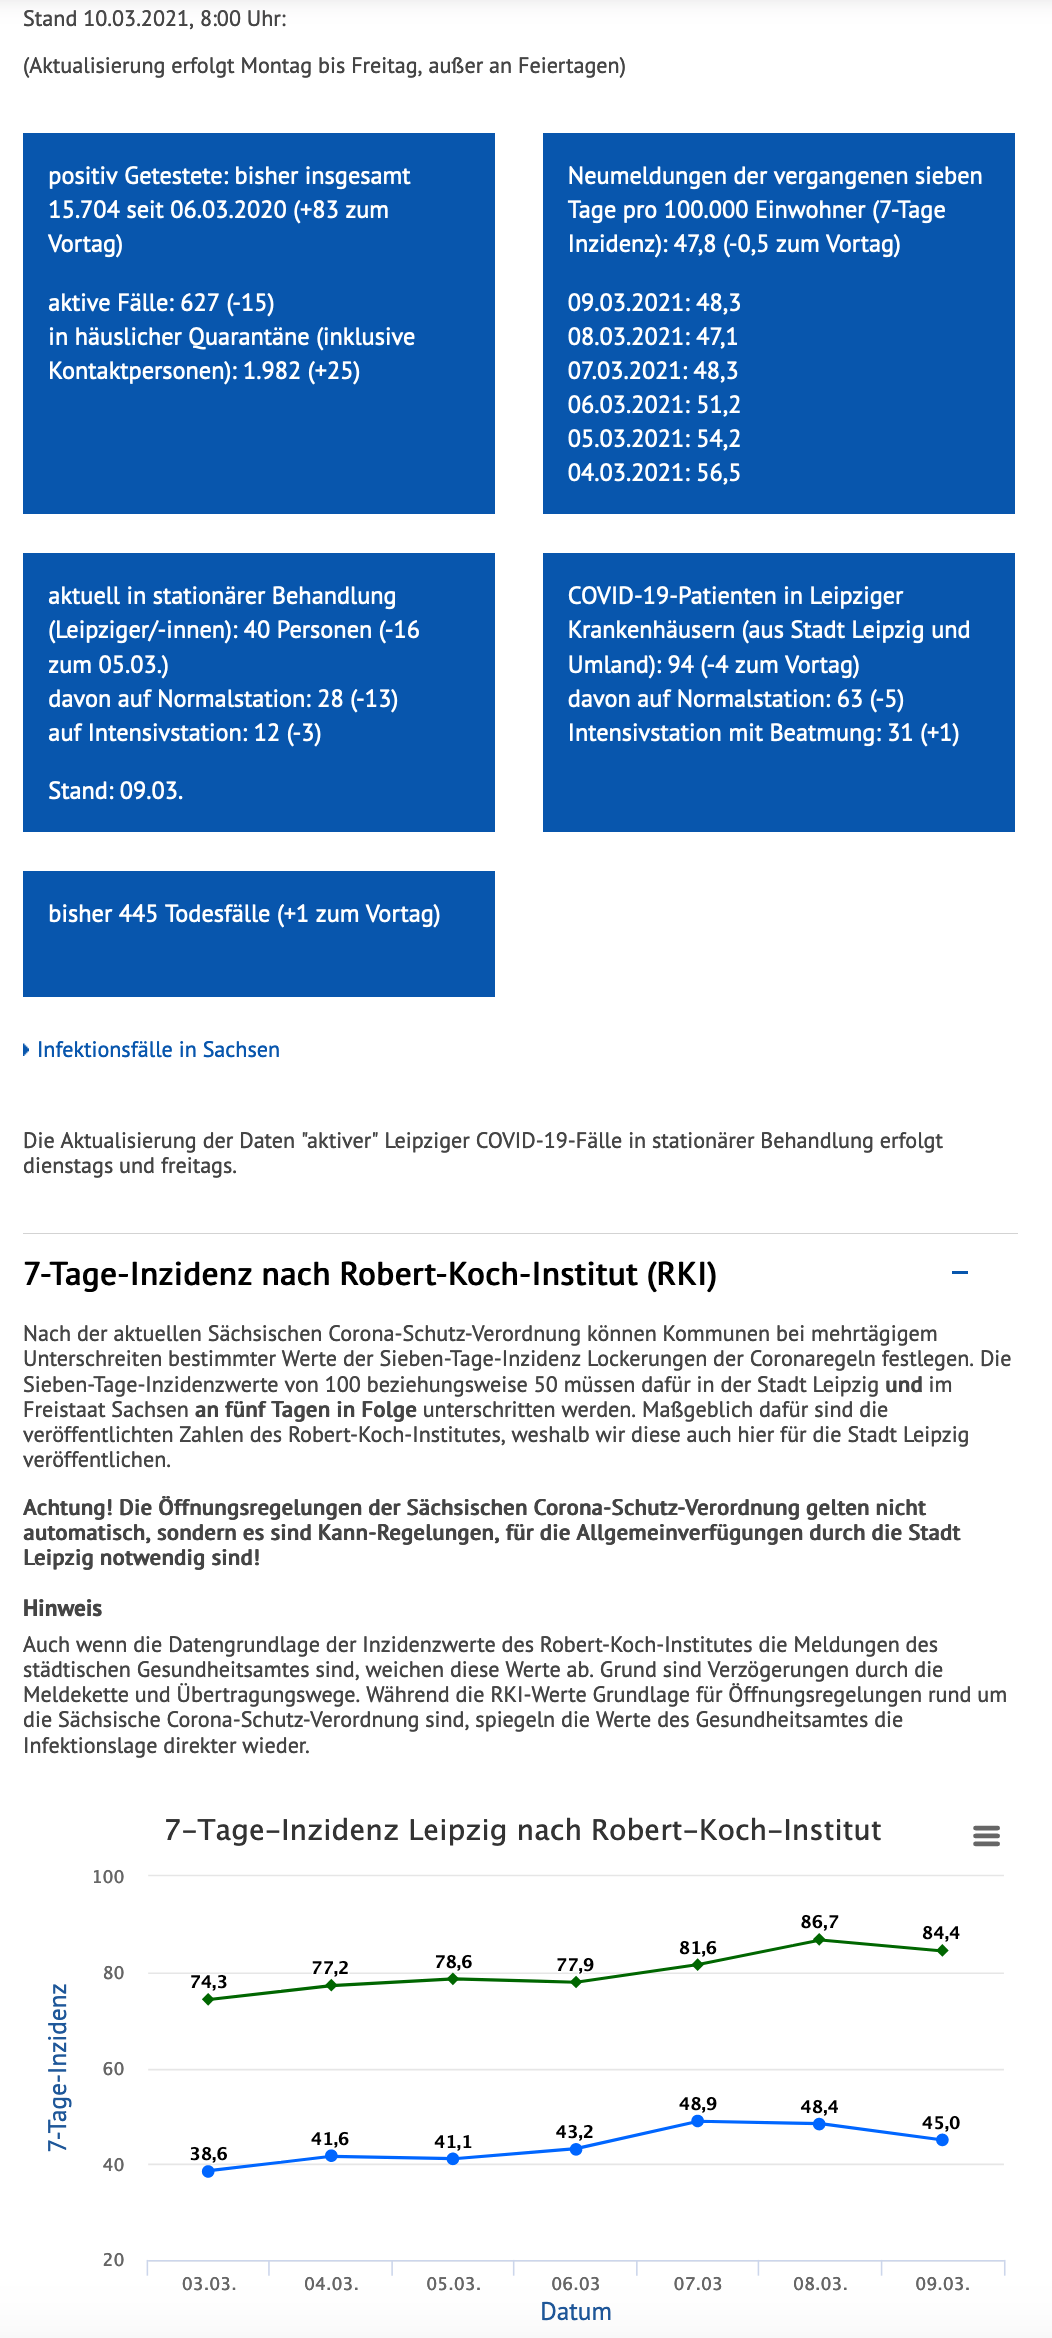 Stand 10.03.2021, 8:00 Uhr:
(Aktualisierung erfolgt Montag bis Freitag, außer an Feiertagen)
positiv Getestete: bisher insgesamt
15.704 seit 06.03.2020 (+83 zum
Vortag)
aktive Fälle: 627 (-15)
in häuslicher Quarantäne (inklusive
Kontaktpersonen): 1.982 (+25)
Neumeldungen der vergangenen sieben
Tage pro 100.000 Einwohner (7-Tage
Inzidenz): 47,8 (-0,5 zum Vortag)
09.03.2021: 48,3
08.03.2021: 47,1
07.03.2021: 48,3
06.03.2021: 51,2
05.03.2021: 54,2
04.03.2021: 56,5
aktuell in stationärer Behandlung
(Leipziger/-innen): 40 Personen (-16
zum 05.03.)
davon auf Normalstation: 28 (-13)
auf Intensivstation: 12 (-3)
Stand: 09.03.
COVID-19-Patienten in Leipziger
Krankenhäusern (aus Stadt Leipzig und
Umland): 94 (-4 zum Vortag)
davon auf Normalstation: 63 (-5)
Intensivstation mit Beatmung: 31 (+1)
bisher 445 Todesfälle (+1 zum Vortag)
Infektionsfälle in Sachsen
Die Aktualisierung der Daten "aktiver" Leipziger COVID-19-Fälle in stationärer Behandlung erfolgt
dienstags und freitags.
7-Tage-Inzidenz nach Robert-Koch-Institut (RKI)
Nach der aktuellen Sächsischen Corona-Schutz-Verordnung können Kommunen bei mehrtägigem
Unterschreiten bestimmter Werte der Sieben-Tage-Inzidenz Lockerungen der Coronaregeln festlegen. Die
Sieben-Tage-Inzidenzwerte von 100 beziehungsweise 50 müssen dafür in der Stadt Leipzig und im
Freistaat Sachsen an fünf Tagen in Folge unterschritten werden. Maßgeblich dafür sind die
veröffentlichten Zahlen des Robert-Koch-Institutes, weshalb wir diese auch hier für die Stadt Leipzig
veröffentlichen.
Achtung! Die Öffnungsregelungen der Sächsischen Corona-Schutz-Verordnung gelten nicht
automatisch, sondern es sind Kann-Regelungen, für die Allgemeinverfügungen durch die Stadt
Leipzig notwendig sind!
Hinweis
Auch wenn die Datengrundlage der Inzidenzwerte des Robert-Koch-Institutes die Meldungen des
städtischen Gesundheitsamtes sind, weichen diese Werte ab. Grund sind Verzögerungen durch die
Meldekette und Übertragungswege. Während die RKI-Werte Grundlage für Öffnungsregelungen rund um
die Sächsische Corona-Schutz-Verordnung sind, spiegeln die Werte des Gesundheitsamtes die
Infektionslage direkter wieder.
7-Tage-Inzidenz Leipzig nach Robert-Koch-Institut
7-Tage-Inzidenz
100
80
60
40
20
74,3 77,2 78,6 77,9 81,6 86,7 84,4
38,6 41,6 41,1 43,2 48,9 48,4 45,0
03.03. 04.03. 05.03. 06.03 07.03 08.03. 09.03.
Datum